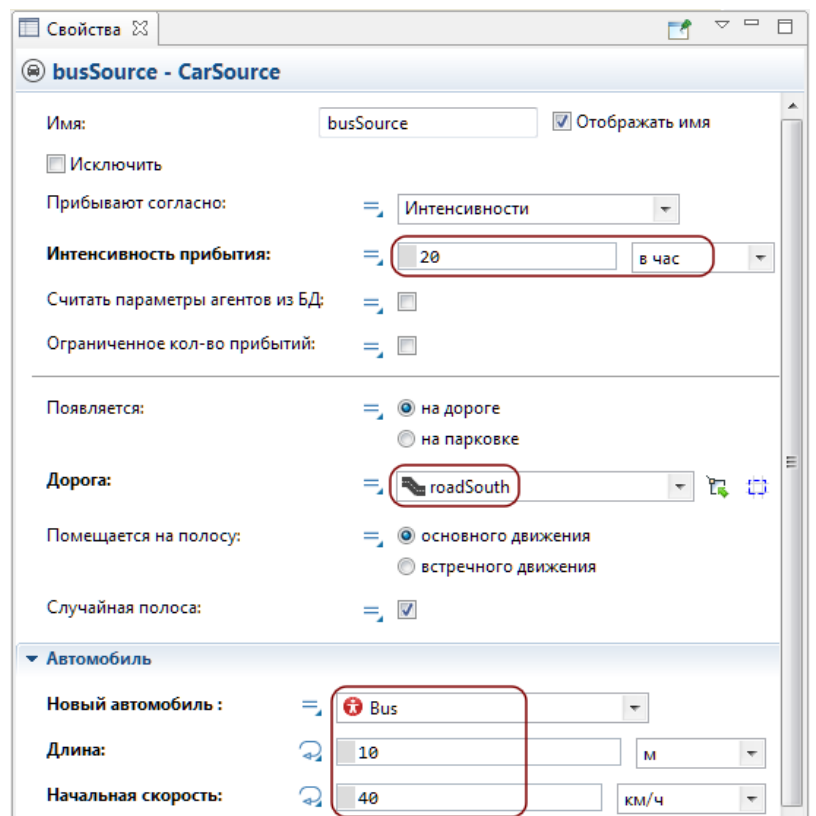 Свойства
busSource - CarSource
Имя: busSource Отображать имя
Исключить
Прибывают согласно: Интенсивности
Интенсивность прибытия: 20 в час
Считать параметры агентов из БД:
Ограниченное кол-во прибытий:
Появляется: на дороге
на парковке
Дорога: roadSouth
Помещается на полосу: основного движения
встречного движения
Случайная полоса:
Автомобиль
Новый автомобиль : Bus
Длина: 10 м
Начальная скорость: 40 км/ч